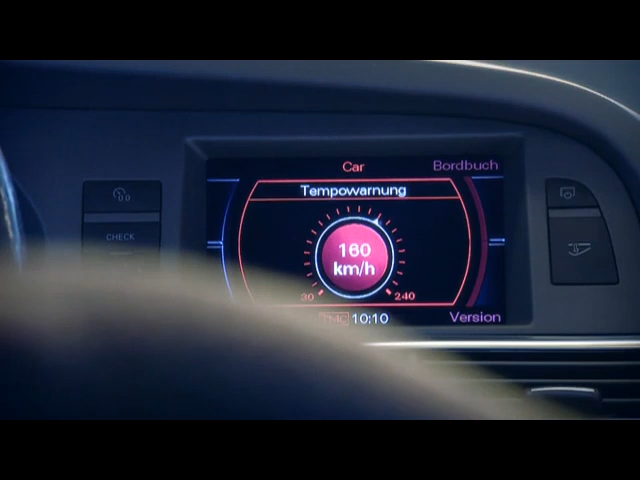 Car
Bordbuch
Tempowarnung
CHECK
160
km/h
30
240
TMC 10:10
Version